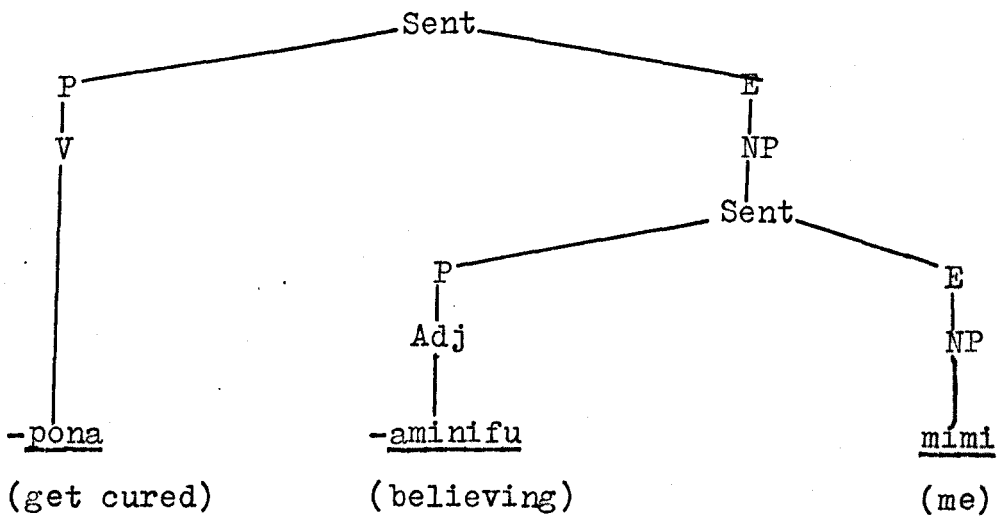 Sent
P E
V NP
Sent
P E
Adj NP
-pona -aminifu mimi
(get cured) (believing) (me)